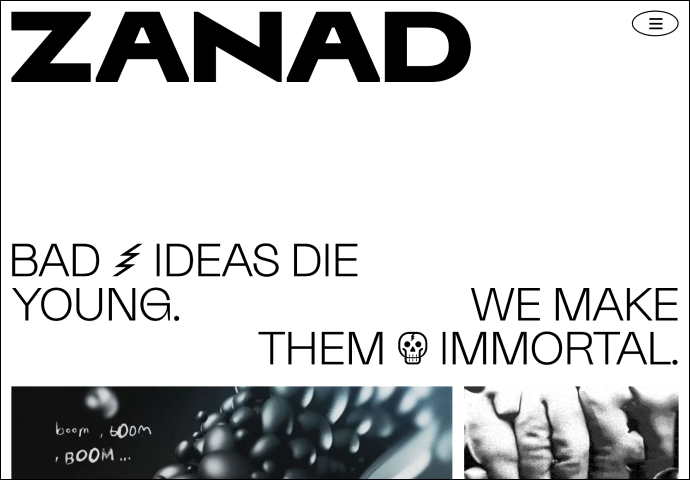 ZANAD
BAD IDEAS DIE
YOUNG. WE MAKE
THEM IMMORTAL.
boom , bOOM
, BOOM ...